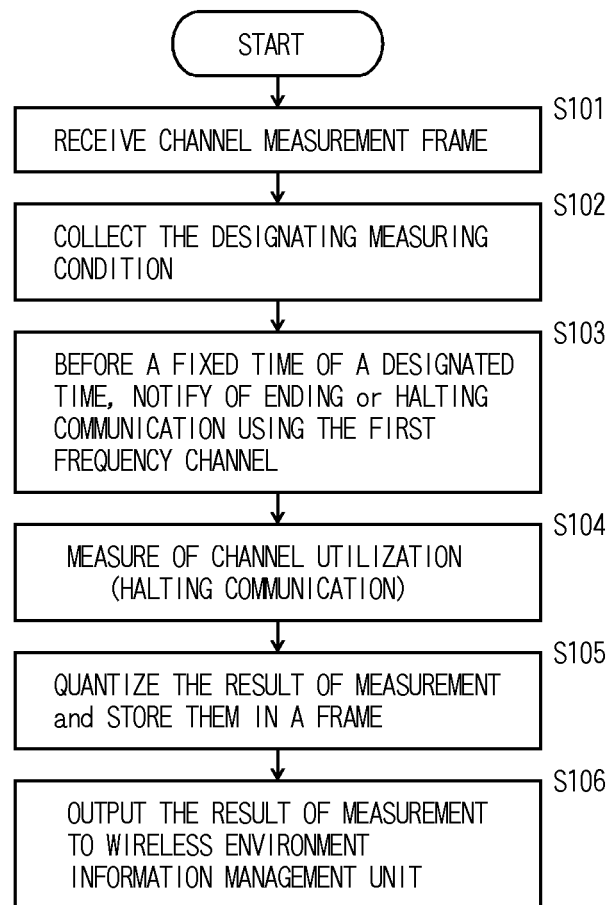 START
S101
RECEIVE CHANNEL MEASUREMENT FRAME
S102
COLLECT THE DESIGNATING MEASURING
CONDITION
S103
BEFORE A FIXED TIME OF A DESIGNATED
TIME, NOTIFY OF ENDING or HALTING
COMMUNICATION USING THE FIRST
FREQUENCY CHANNEL
S104
MEASURE OF CHANNEL UTILIZATION
(HALTING COMMUNICATION)
S105
QUANTIZE THE RESULT OF MEASUREMENT
and STORE THEM IN A FRAME
S106
OUTPUT THE RESULT OF MEASUREMENT
TO WIRELESS ENVIRONMENT
INFORMATION MANAGEMENT UNIT